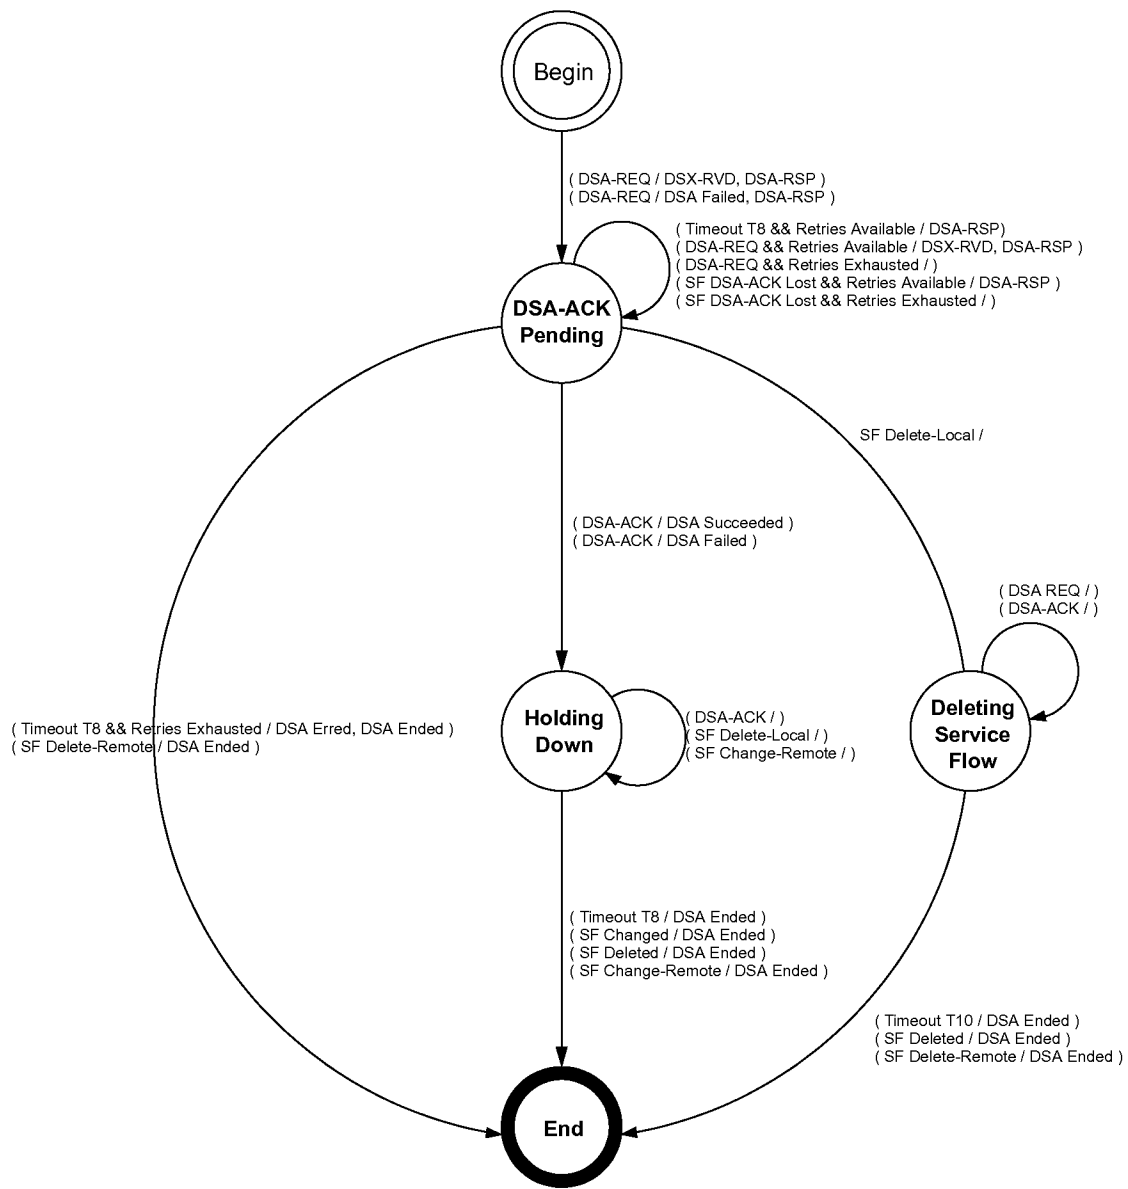 Begin
( DSA-REQ / DSX-RVD, DSA-RSP )
( DSA-REQ / DSA Failed, DSA-RSP )
( Timeout T8 && Retries Available / DSA-RSP)
( DSA-REQ && Retries Available / DSX-RVD, DSA-RSP )
( DSA-REQ && Retries Exhausted / )
( SF DSA-ACK Lost && Retries Available / DSA-RSP )
( SF DSA-ACK Lost && Retries Exhausted / )
DSA-ACK
Pending
SF Delete-Local /
( DSA-ACK / DSA Succeeded )
( DSA-ACK / DSA Failed )
( DSA REQ / )
( DSA-ACK / )
( Timeout T8 && Retries Exhausted / DSA Erred, DSA Ended )
( SF Delete-Remote / DSA Ended )
Holding
Down
( DSA-ACK / )
( SF Delete-Local / )
( SF Change-Remote / )
Deleting
Service
Flow
( Timeout T8 / DSA Ended )
( SF Changed / DSA Ended )
( SF Deleted / DSA Ended )
( SF Change-Remote / DSA Ended )
( Timeout T10 / DSA Ended )
( SF Deleted / DSA Ended )
( SF Delete-Remote / DSA Ended )
End